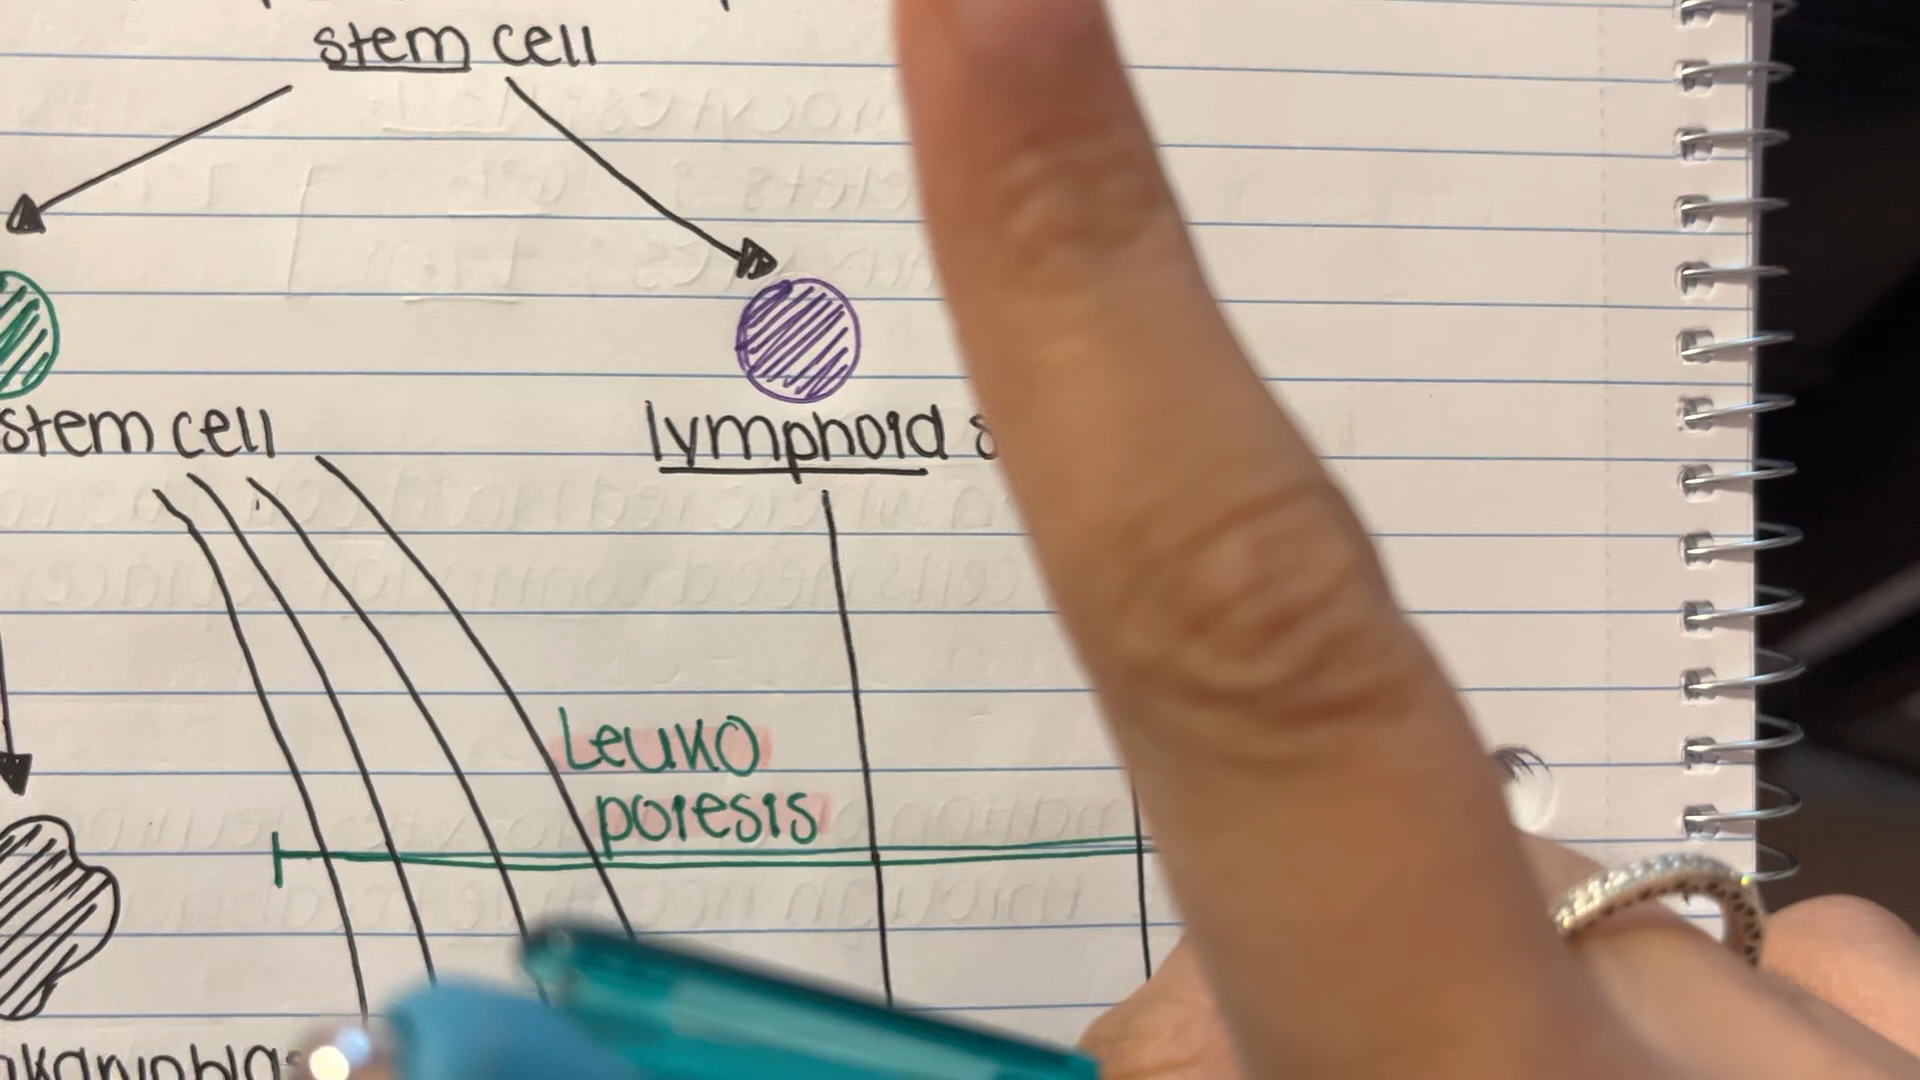 stem cell
stem cell
lymphoid
Leuko
poiesis